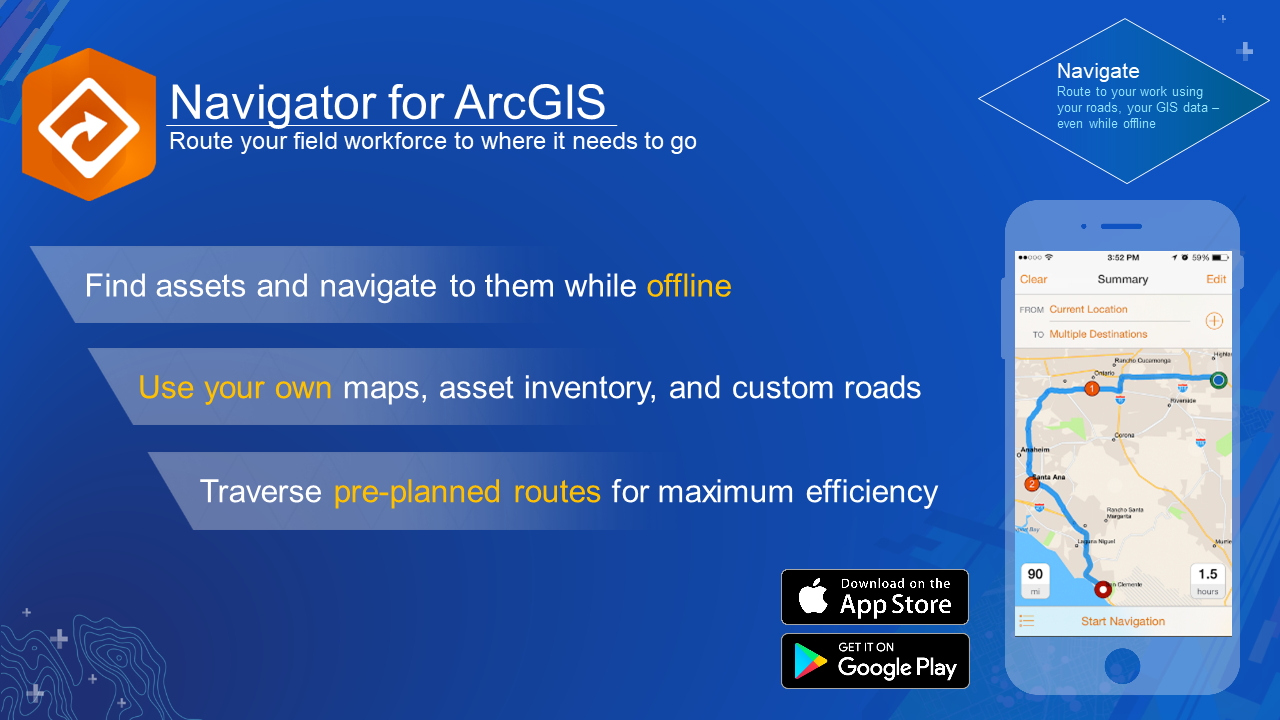 Navigator for ArcGIS
Route your field workforce to where it needs to go
Navigate
Route to your work using
your roads, your GIS data –
even while offline
Find assets and navigate to them while offline
Use your own maps, asset inventory, and custom roads
Traverse pre-planned routes for maximum efficiency
Download on the
App Store
GET IT ON
Google Play
3:52 PM
59%
Clear
Summary
Edit
FROM Current Location
TO Multiple Destinations
Rancho Cucamonga
Ontario
1
Riverside
Corona
Anaheim
2
Santa Ana
Rancho Santa
Margarita
Laguna Niguel
90
mi
1.5
hours
Start Navigation